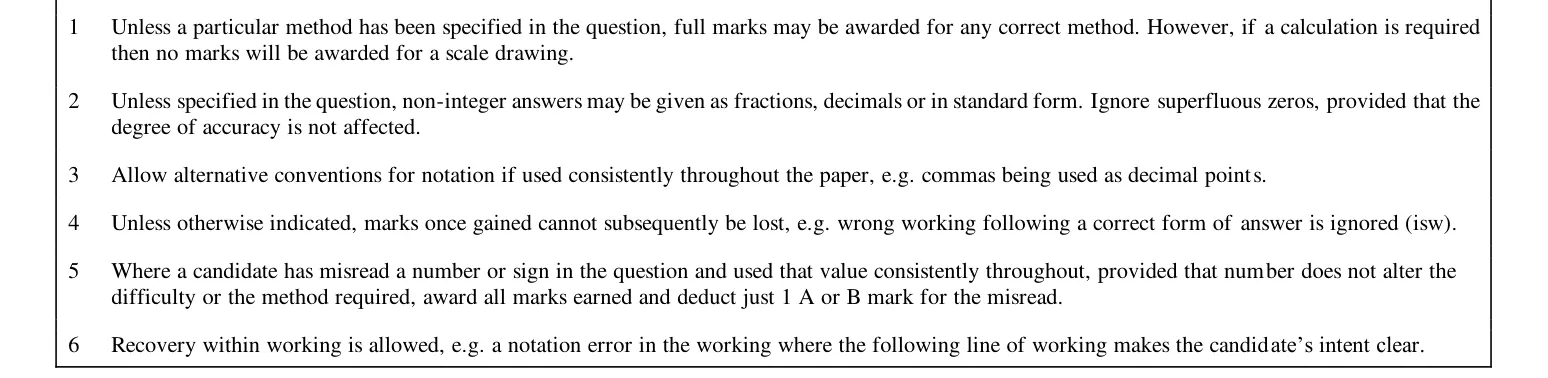 1 Unless a particular method has been specified in the question, full marks may be awarded for any correct method. However, if a calculation is required
then no marks will be awarded for a scale drawing.
2 Unless specified in the question, non-integer answers may be given as fractions, decimals or in standard form. Ignore superfluous zeros, provided that the
degree of accuracy is not affected.
3 Allow alternative conventions for notation if used consistently throughout the paper, e.g. commas being used as decimal points.
4 Unless otherwise indicated, marks once gained cannot subsequently be lost, e.g. wrong working following a correct form of answer is ignored (isw).
5 Where a candidate has misread a number or sign in the question and used that value consistently throughout, provided that number does not alter the
difficulty or the method required, award all marks earned and deduct just 1 A or B mark for the misread.
6 Recovery within working is allowed, e.g. a notation error in the working where the following line of working makes the candidate's intent clear.